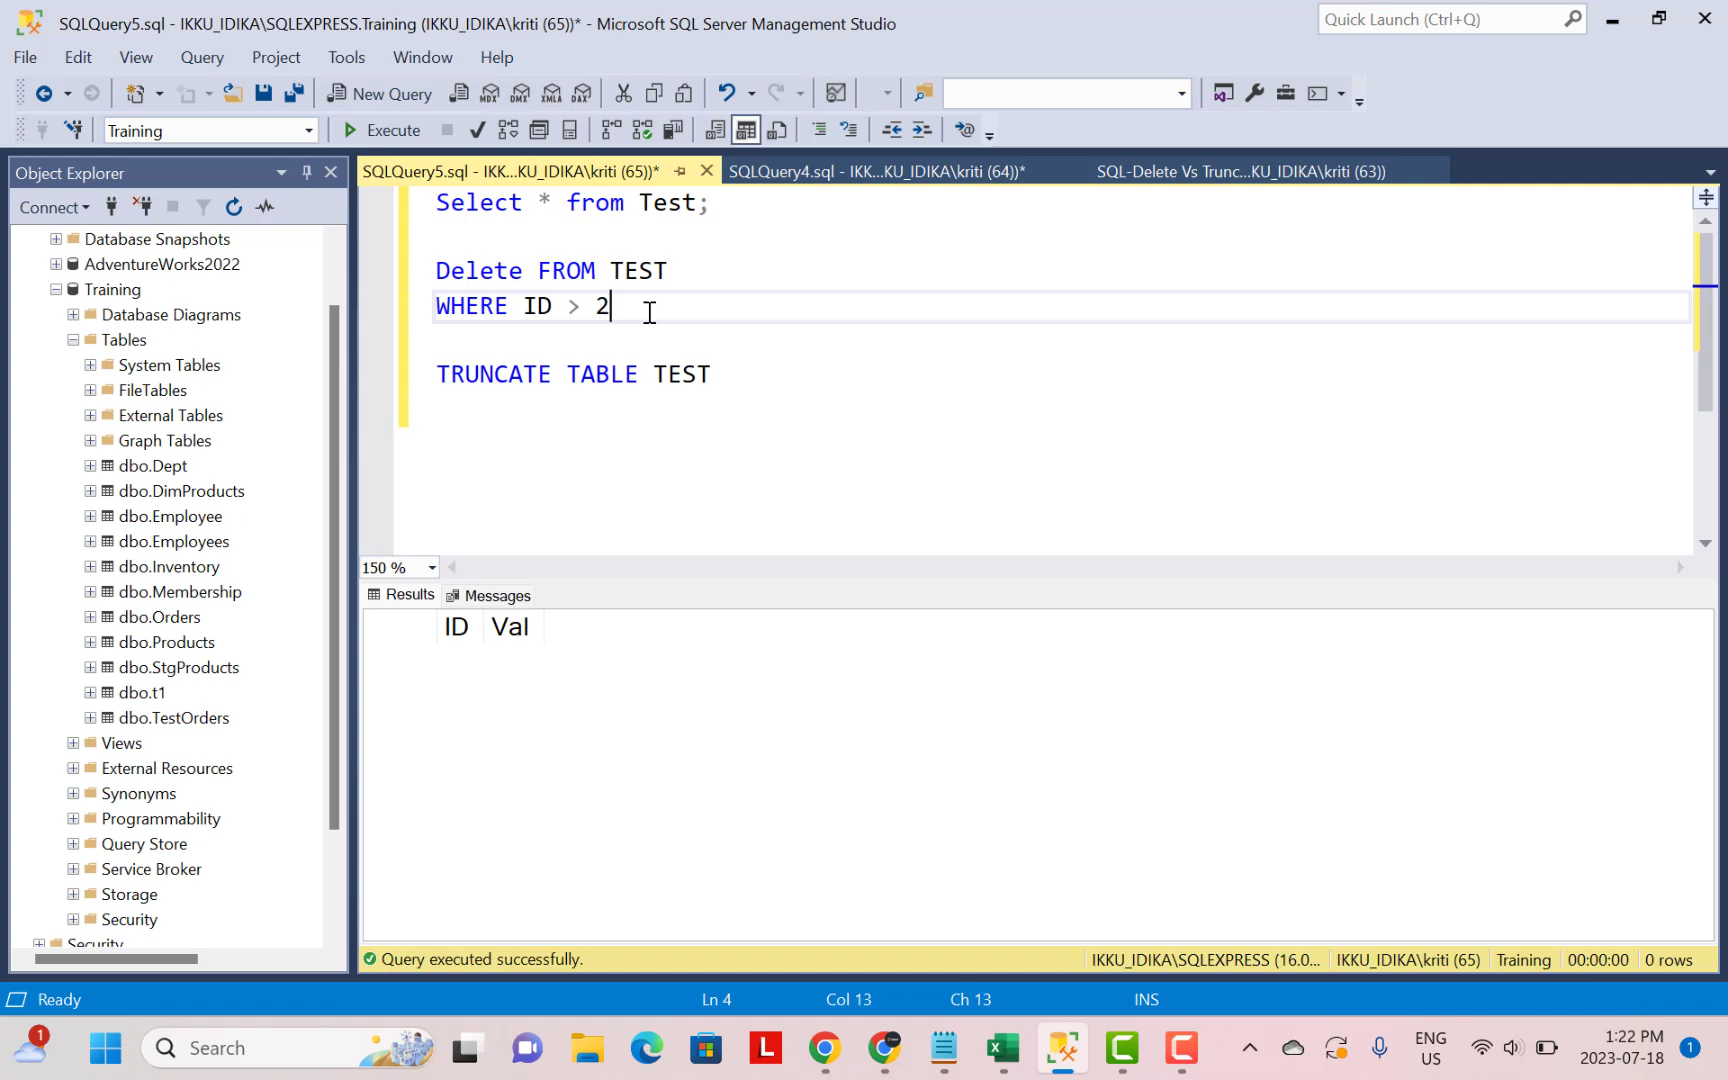 SQLQuery5.sql - IKKU_IDIKA\SQLEXPRESS.Training (IKKU_IDIKA\kriti (65))* - Microsoft SQL Server Management Studio
Quick Launch (Ctrl+Q)
File Edit View Query Project Tools Window Help
New Query
MDX DMX XMLA DAX
Training
Execute
Object Explorer
SQLQuery5.sql - IKK...KU_IDIKA\kriti (65))*
SQLQuery4.sql - IKK...KU_IDIKA\kriti (64))*
SQL-Delete Vs Trunc...KU_IDIKA\kriti (63))
Connect
Database Snapshots
AdventureWorks2022
Training
Database Diagrams
Tables
System Tables
FileTables
External Tables
Graph Tables
dbo.Dept
dbo.DimProducts
dbo.Employee
dbo.Employees
dbo.Inventory
dbo.Membership
dbo.Orders
dbo.Products
dbo.StgProducts
dbo.t1
dbo.TestOrders
Views
External Resources
Synonyms
Programmability
Query Store
Service Broker
Storage
Security
Security
Select * from Test;
Delete FROM TEST
WHERE ID > 2
TRUNCATE TABLE TEST
150 %
Results Messages
ID Val
Query executed successfully.
IKKU_IDIKA\SQLEXPRESS (16.0... IKKU_IDIKA\kriti (65) Training 00:00:00 0 rows
Ready
Ln 4 Col 13 Ch 13 INS
1
Search
L
ENG
US
1:22 PM
2023-07-18
1